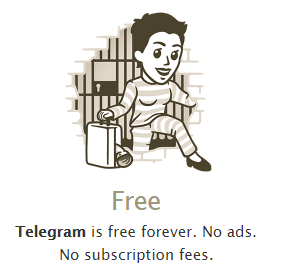 Free
Telegram is free forever. No ads.
No subscription fees.